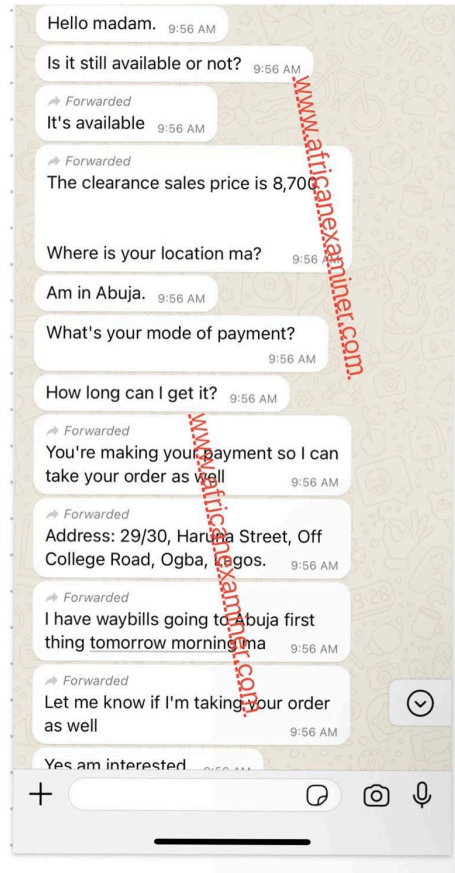 Hello madam. 9:56 AM
Is it still available or not? 9:56 AM
Forwarded
It's available 9:56 AM
Forwarded
The clearance sales price is 8,700
Where is your location ma? 9:56 AM
Am in Abuja. 9:56 AM
What's your mode of payment?
9:56 AM
How long can I get it? 9:56 AM
Forwarded
You're making your payment so I can
take your order as well 9:56 AM
Forwarded
Address: 29/30, Haruna Street, Off
College Road, Ogba, Lagos. 9:56 AM
Forwarded
I have waybills going to Abuja first
thing tomorrow morning ma 9:56 AM
Forwarded
Let me know if I'm taking your order
as well 9:56 AM
Yes am interested 9:56 AM
www.africanexaminer.com
www.africanexaminer.com